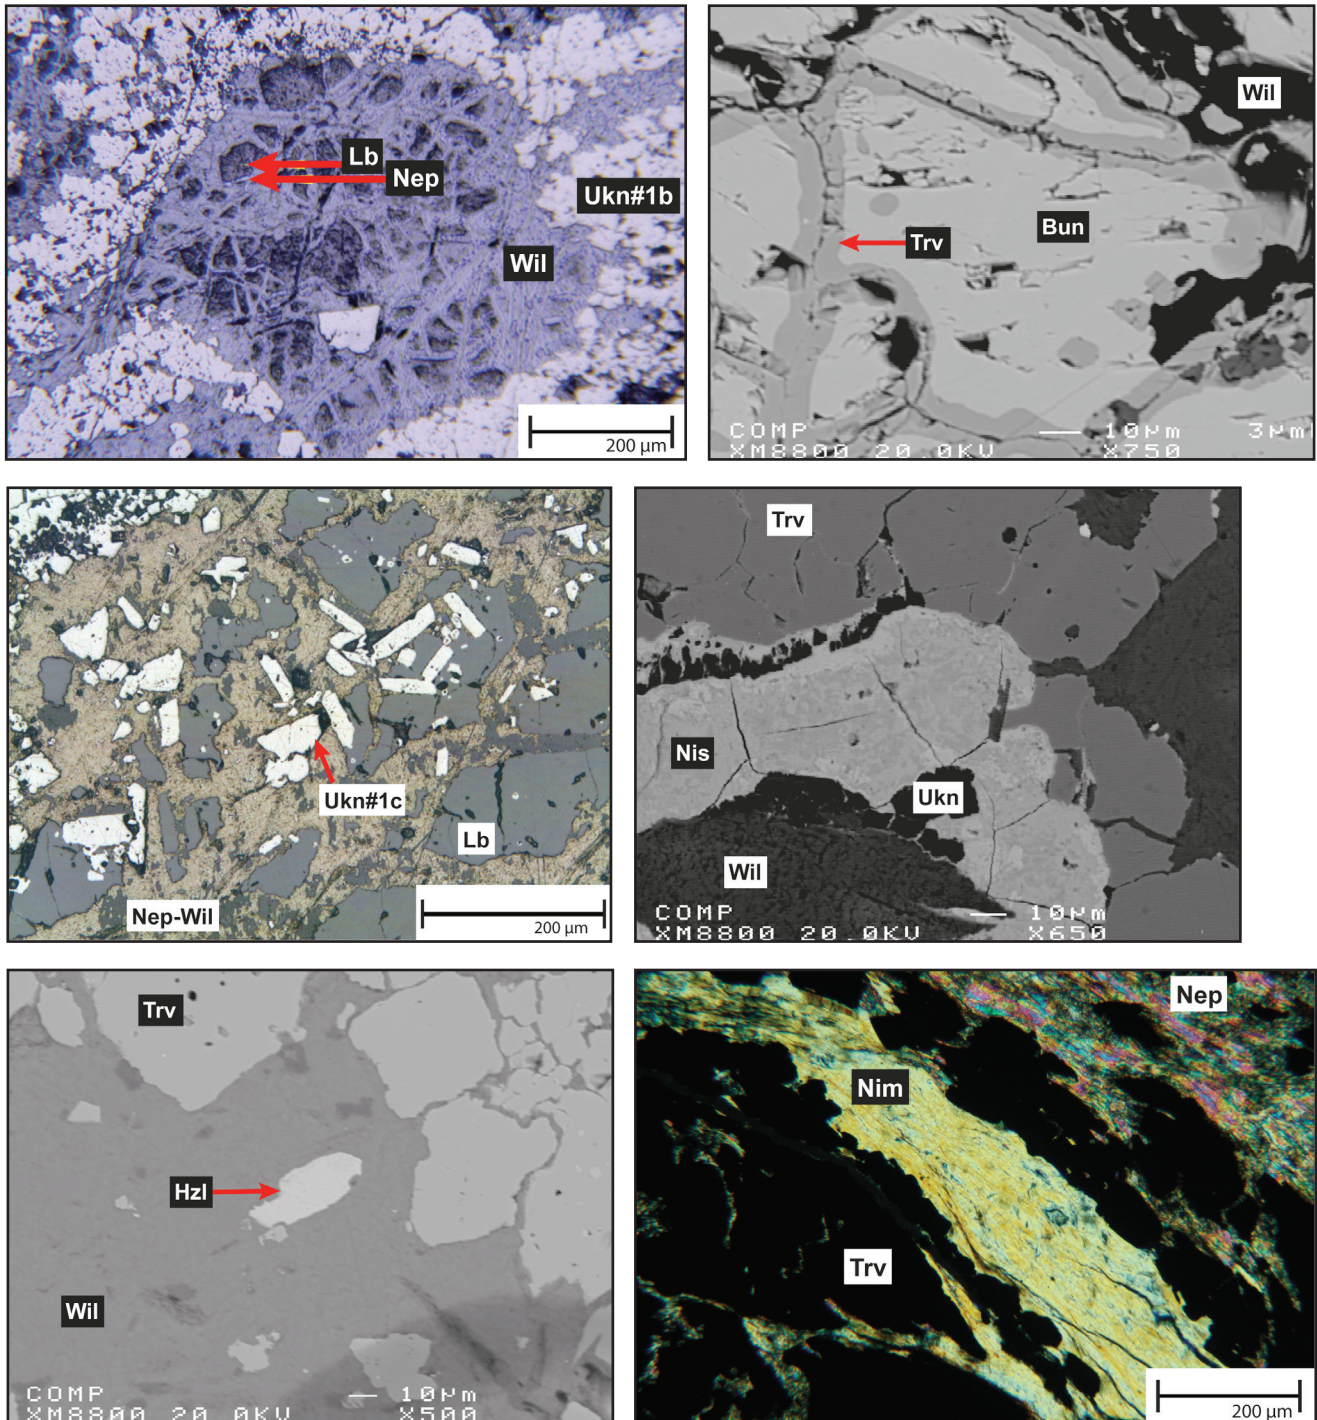 Lb
Nep
Ukn#1b
Wil
200 µm
Wil
Bun
Trv
COMP 10µm 3µm
XM8800 20.0KV X750
Ukn#1c
Lb
Nep-Wil
200 µm
Trv
Nis
Ukn
Wil
COMP 10µm
XM8800 20.0KV X650
Trv
Hzl
Wil
COMP 10µm
XM8800 20.0KV X500
Nep
Nim
Trv
200 µm